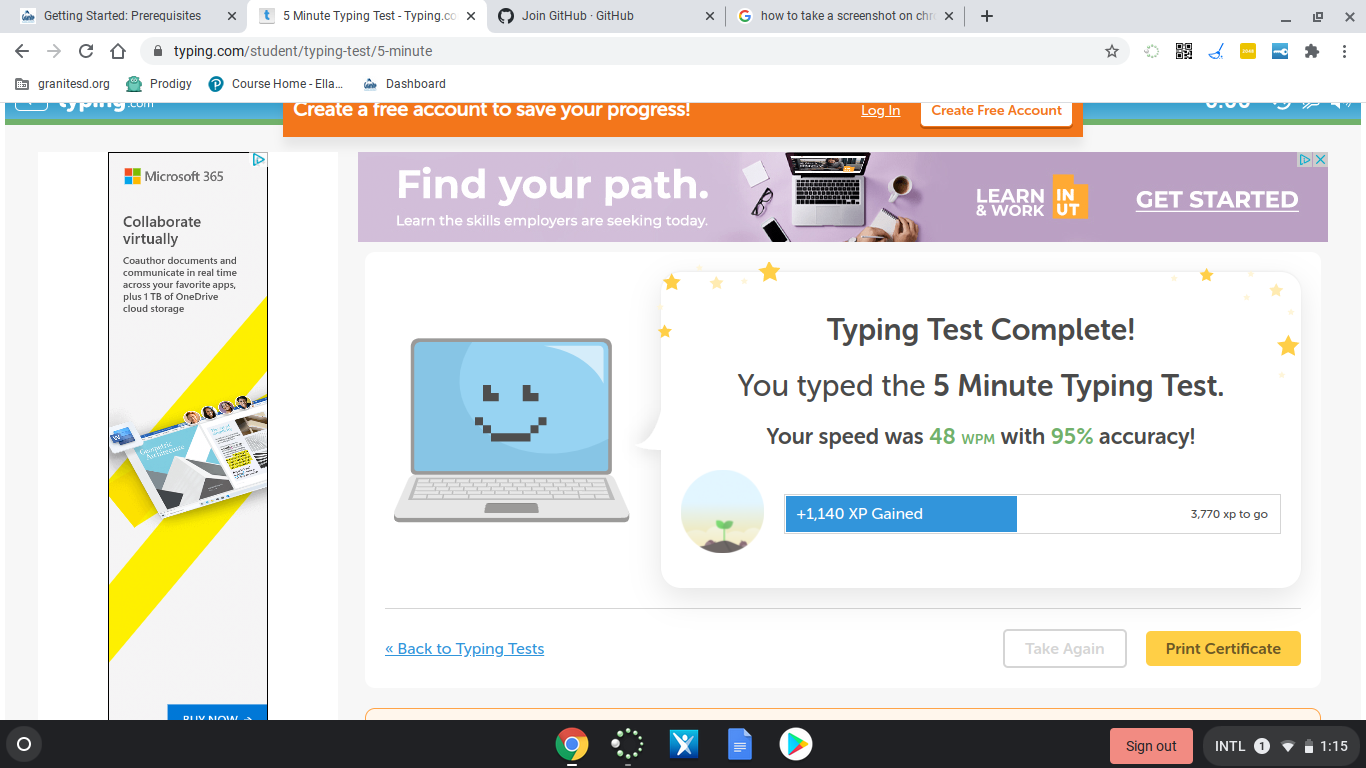 Getting Started: Prerequisites
5 Minute Typing Test - Typing.co
Join GitHub · GitHub
how to take a screenshot on chr
typing.com/student/typing-test/5-minute
granitesd.org
Prodigy
Course Home - Ella...
Dashboard
typing.com
Create a free account to save your progress!
Log In
Create Free Account
0:00
Microsoft 365
Collaborate
virtually
Coauthor documents and
communicate in real time
across your favorite apps,
plus 1 TB of OneDrive
cloud storage
BUY NOW
Find your path.
Learn the skills employers are seeking today.
LEARN
& WORK
IN
UT
GET STARTED
Typing Test Complete!
You typed the 5 Minute Typing Test.
Your speed was 48 WPM with 95% accuracy!
+1,140 XP Gained
3,770 xp to go
« Back to Typing Tests
Take Again
Print Certificate
Sign out
INTL
1
1:15